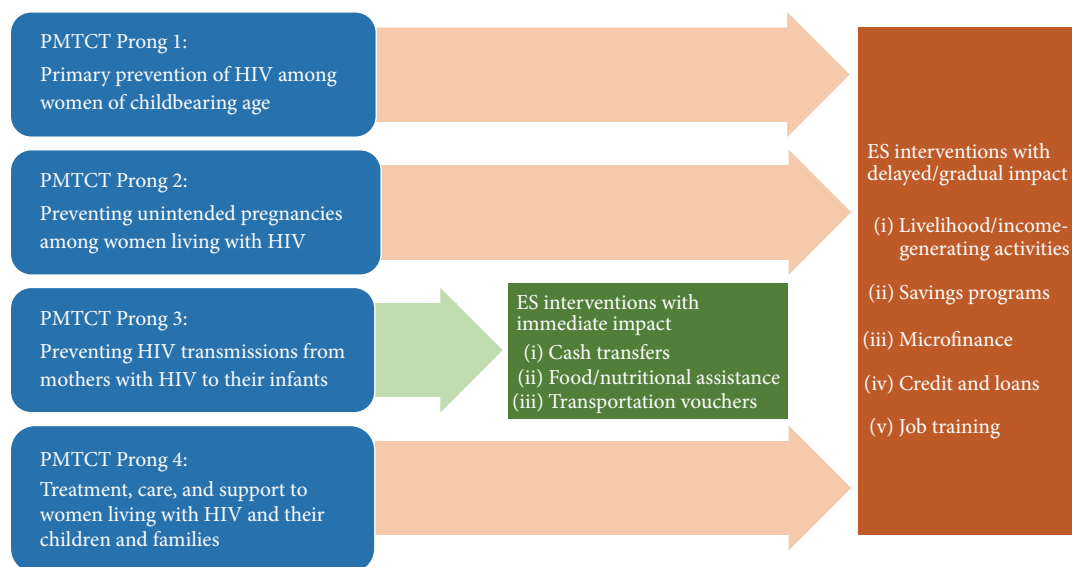 PMTCT Prong 1:
Primary prevention of HIV among
women of childbearing age
PMTCT Prong 2:
Preventing unintended pregnancies
among women living with HIV
PMTCT Prong 3:
Preventing HIV transmissions from
mothers with HIV to their infants
PMTCT Prong 4:
Treatment, care, and support to
women living with HIV and their
children and families
ES interventions with
immediate impact
(i) Cash transfers
(ii) Food/nutritional assistance
(iii) Transportation vouchers
ES interventions with
delayed/gradual impact
(i) Livelihood/income-
generating activities
(ii) Savings programs
(iii) Microfinance
(iv) Credit and loans
(v) Job training